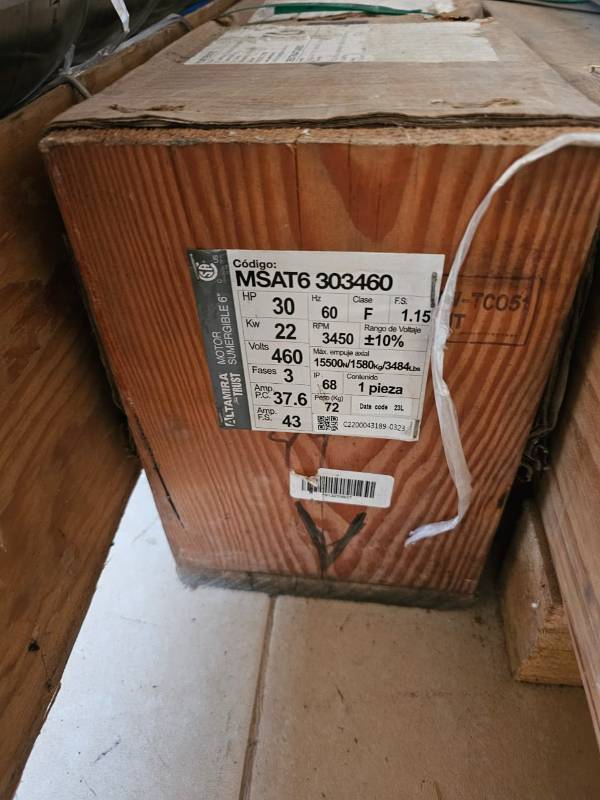 Código:
MSAT6 303460
HP 30
Hz 60
Clase F
F.S. 1.15
Kw 22
RPM 3450
Rango de Voltaje ±10%
Volts 460
Máx. empuje axial
15500N/1580Kg/3484Lbs
Fases 3
IP 68
Contenido 1 pieza
Amp. P.C. 37.6
Peso (Kg) 72
Date code 23L
Amp. F.S. 43
C2200043189-0323
ALTAMIRA TRUST
MOTOR SUMERGIBLE 6"